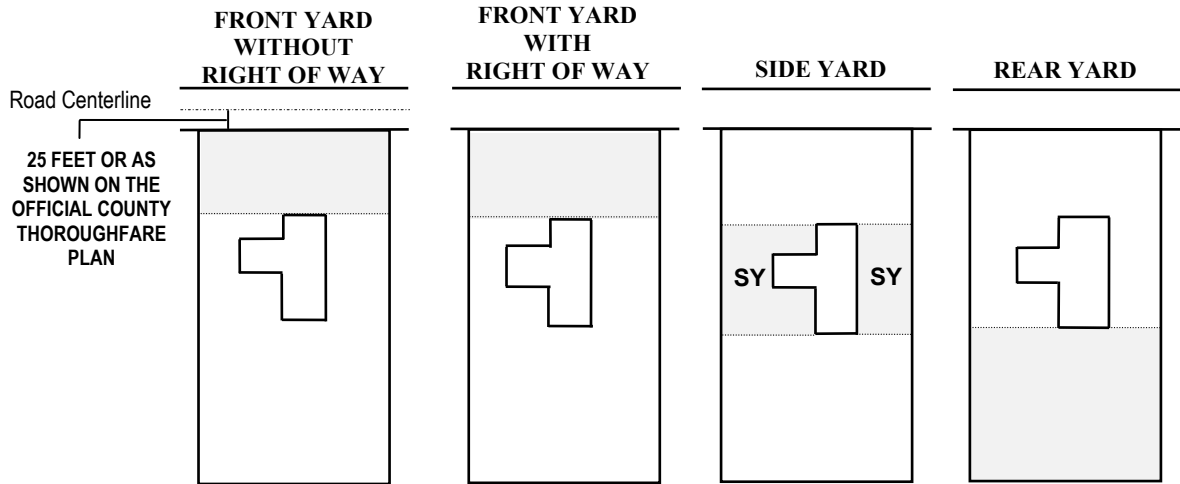 FRONT YARD
WITHOUT
RIGHT OF WAY
FRONT YARD
WITH
RIGHT OF WAY
SIDE YARD
REAR YARD
Road Centerline
25 FEET OR AS
SHOWN ON THE
OFFICIAL COUNTY
THOROUGHFARE
PLAN
SY
SY